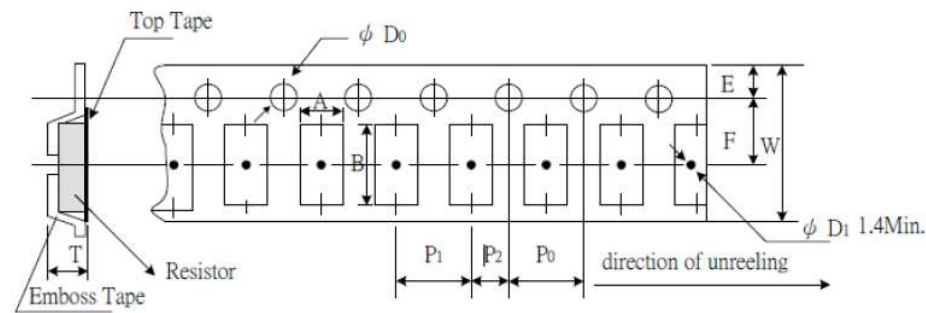 Top Tape
ϕ D0
A
E
B
F
W
T
Resistor
Emboss Tape
P1
P2
P0
ϕ D1 1.4Min.
direction of unreeling